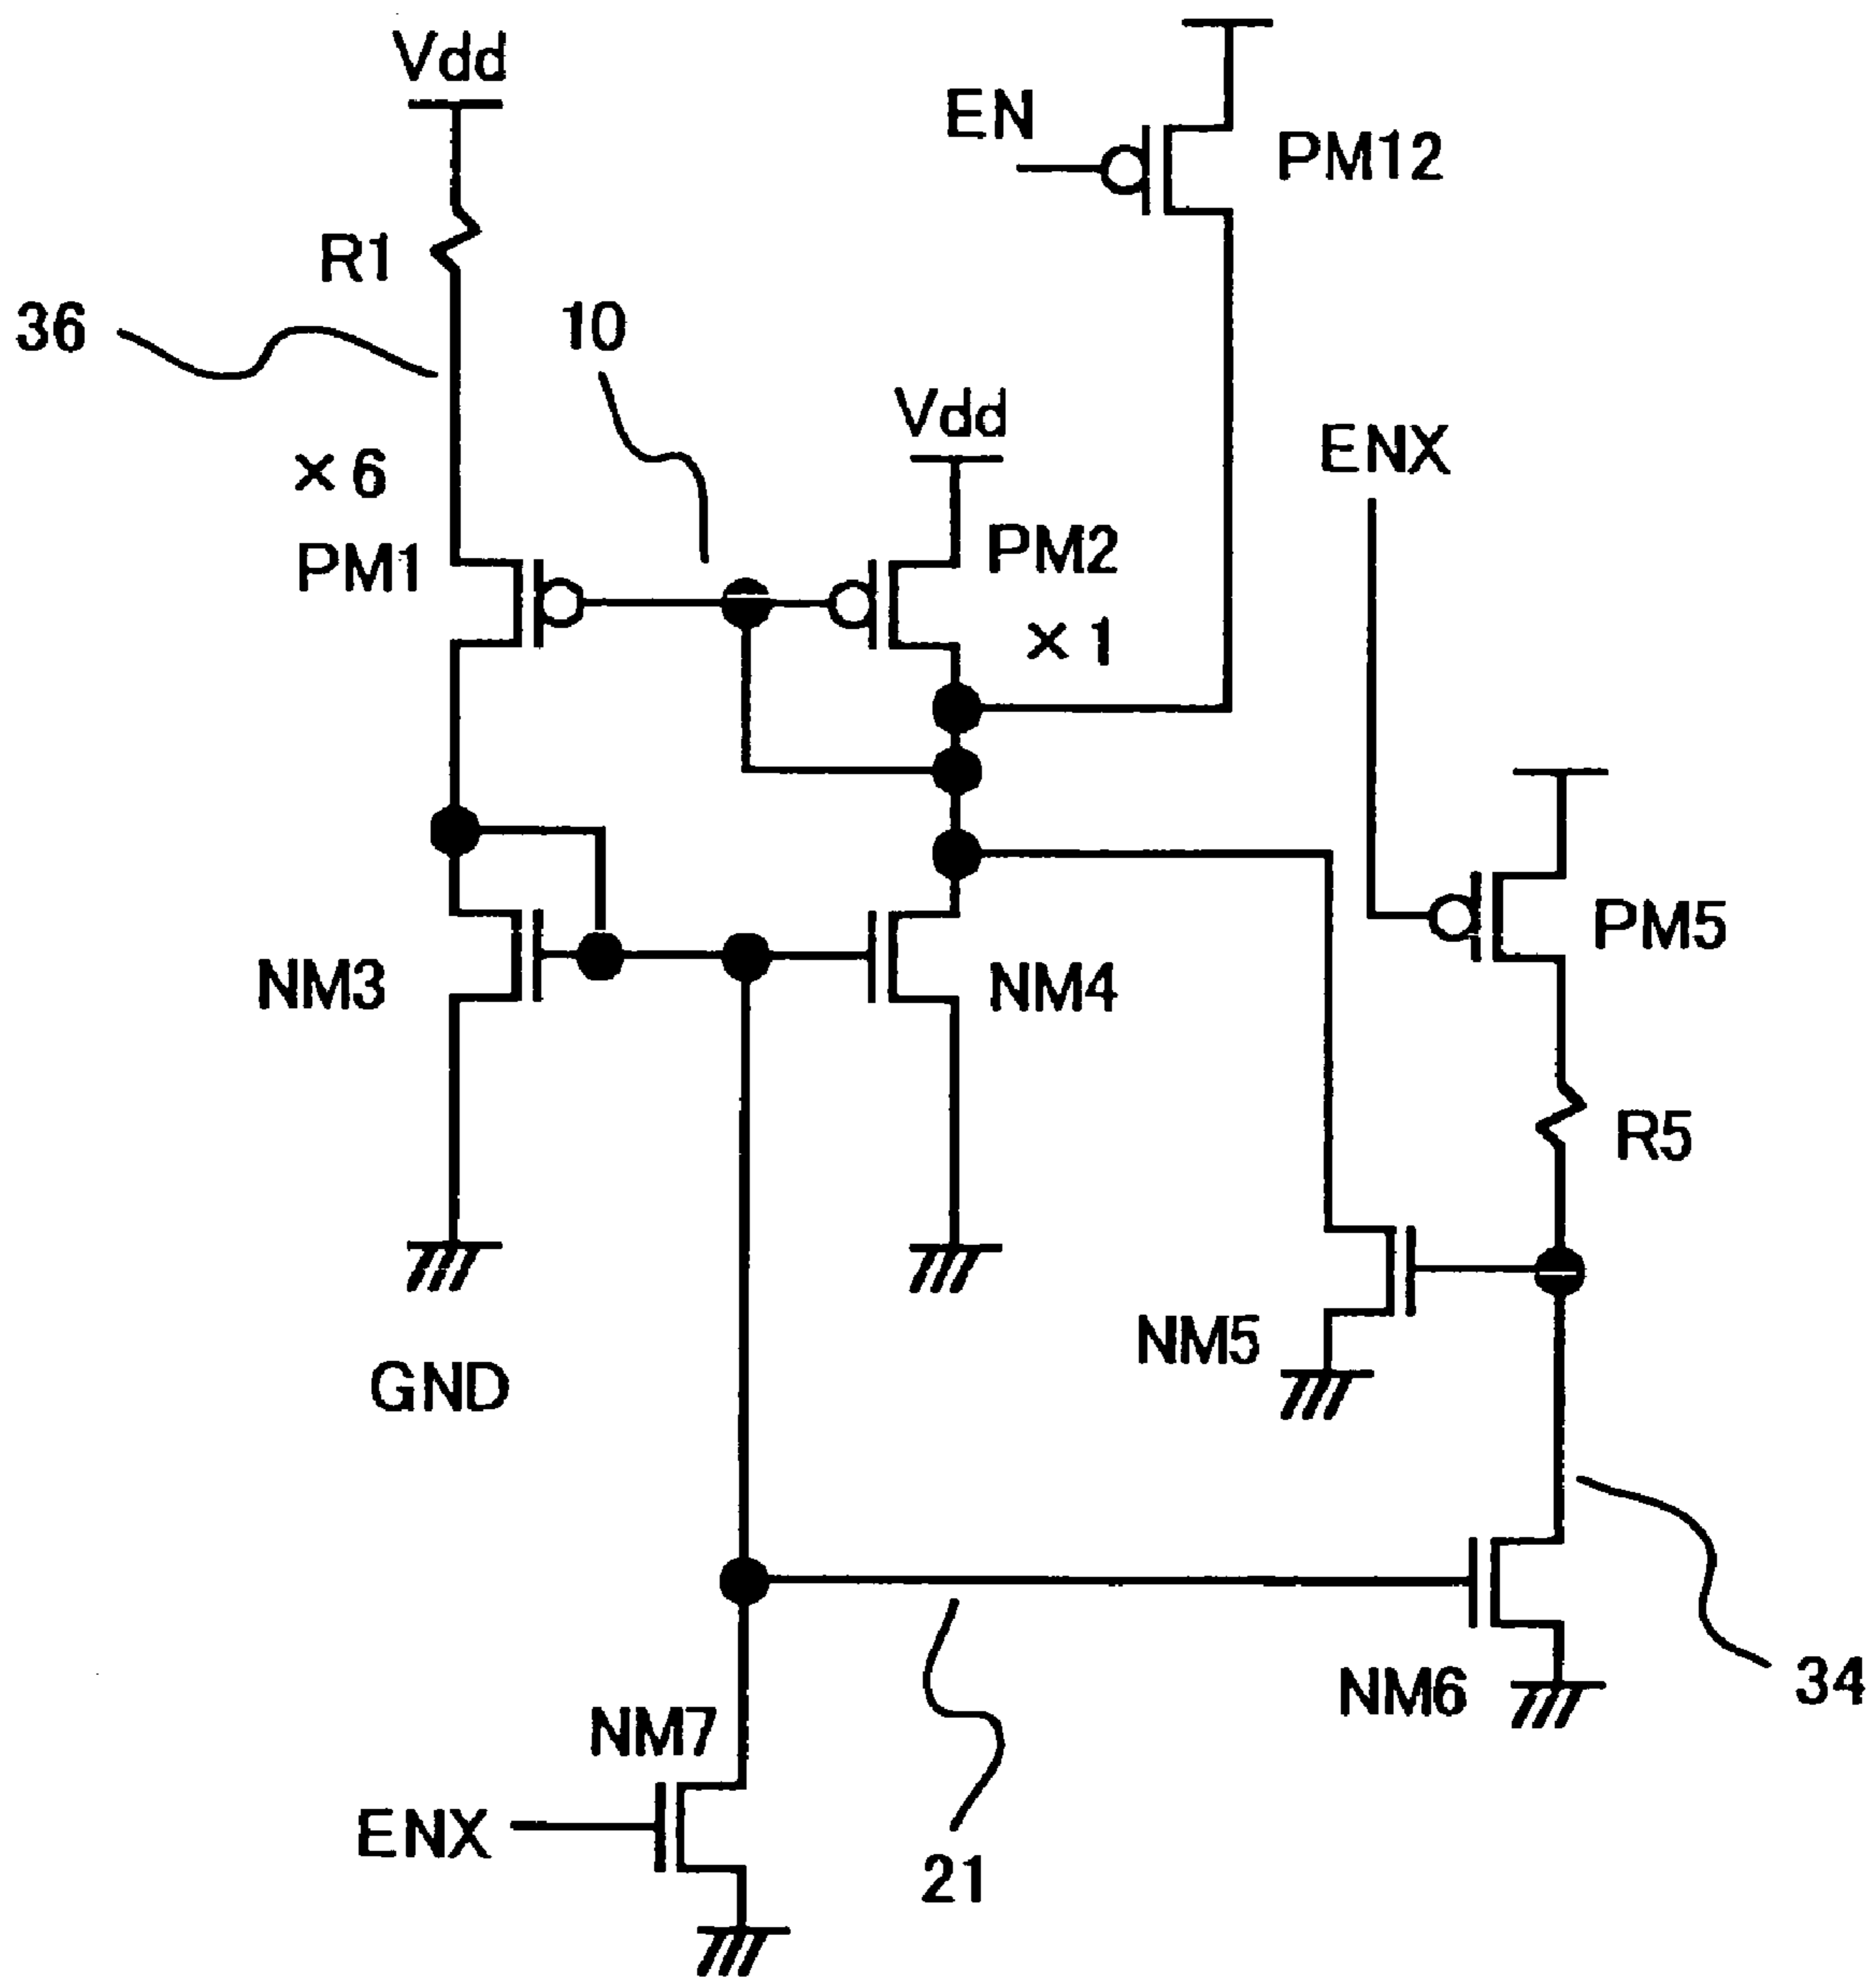 Vdd
EN
PM12
R1
36
10
Vdd
ENX
× 6
PM1
PM2
× 1
PM5
NM3
NM4
R5
NM5
GND
34
NM6
NM7
ENX
21